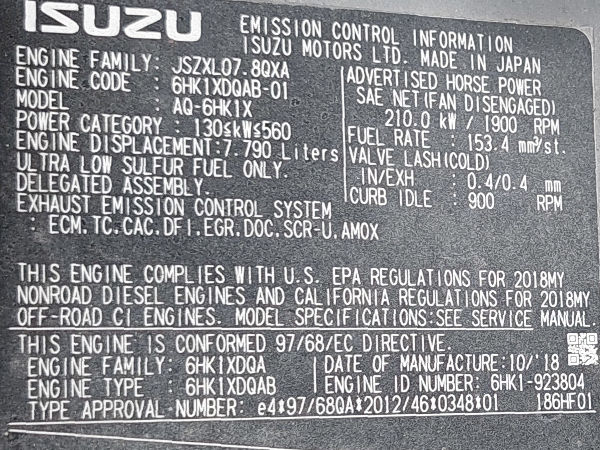 ISUZU
EMISSION CONTROL INFORMATION
ISUZU MOTORS LTD. MADE IN JAPAN
ENGINE FAMILY: JSZXL07.8QXA
ENGINE CODE : 6HK1XDQAB-01
MODEL : AQ-6HK1X
POWER CATEGORY : 130≤kW≤560
ENGINE DISPLACEMENT:7.790 Liters
ULTRA LOW SULFUR FUEL ONLY.
DELEGATED ASSEMBLY.
EXHAUST EMISSION CONTROL SYSTEM
: ECM.TC.CAC.DFI.EGR.DOC.SCR-U.AMOX
ADVERTISED HORSE POWER
SAE NET(FAN DISENGAGED)
210.0 kW / 1900 RPM
FUEL RATE : 153.4 mm³/st.
VALVE LASH(COLD)
IN/EXH : 0.4/0.4 mm
CURB IDLE : 900 RPM
THIS ENGINE COMPLIES WITH U.S. EPA REGULATIONS FOR 2018MY
NONROAD DIESEL ENGINES AND CALIFORNIA REGULATIONS FOR 2018MY
OFF-ROAD CI ENGINES. MODEL SPECIFICATIONS:SEE SERVICE MANUAL.
THIS ENGINE IS CONFORMED 97/68/EC DIRECTIVE.
ENGINE FAMILY : 6HK1XDQA
DATE OF MANUFACTURE:10/'18
ENGINE TYPE : 6HK1XDQAB
ENGINE ID NUMBER: 6HK1-923804
TYPE APPROVAL-NUMBER: e4*97/68QA*2012/46*0348*01
186HF01